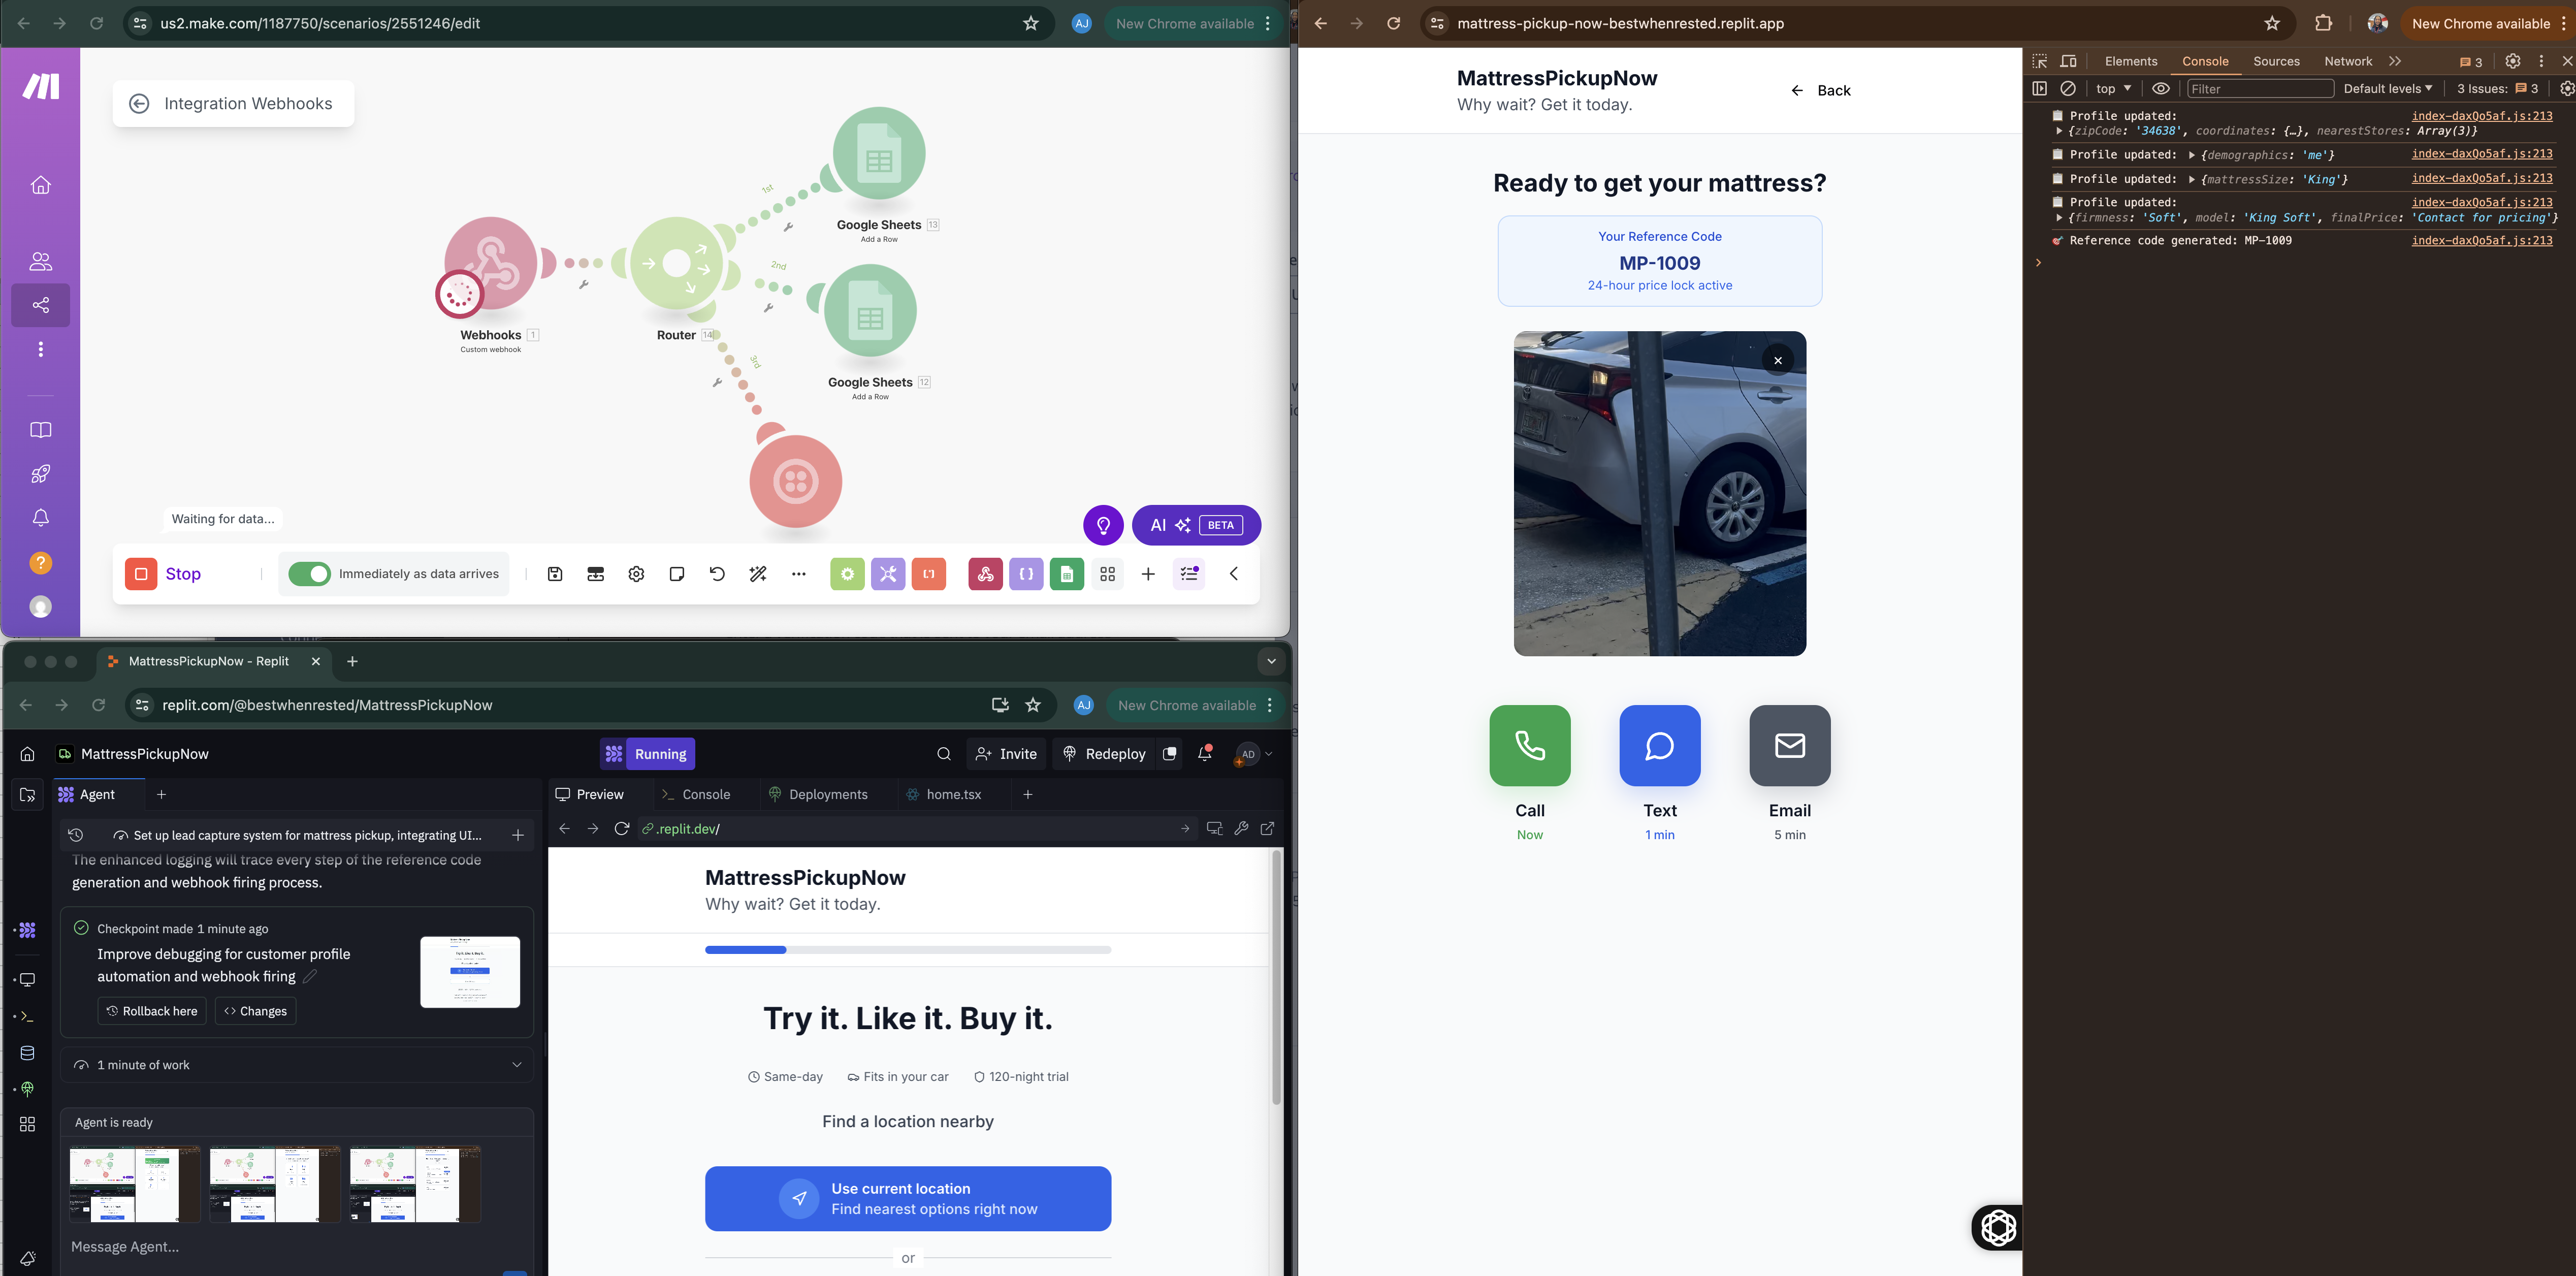 us2.make.com/1187750/scenarios/2551246/edit
AJ
New Chrome available
Integration Webhooks
1st
Google Sheets 13
Add a Row
2nd
Webhooks 1
Custom webhook
Router 14
3rd
Google Sheets 12
Add a Row
Waiting for data...
AI BETA
Stop
Immediately as data arrives
?
MattressPickupNow - Replit
replit.com/@bestwhenrested/MattressPickupNow
AJ
New Chrome available
MattressPickupNow
Running
Invite
Redeploy
AD
Agent
Preview
Console
Deployments
home.tsx
Set up lead capture system for mattress pickup, integrating UI...
.replit.dev/
The enhanced logging will trace every step of the reference code
generation and webhook firing process.
Checkpoint made 1 minute ago
Improve debugging for customer profile
automation and webhook firing
Rollback here
Changes
1 minute of work
Agent is ready
Message Agent...
MattressPickupNow
Why wait? Get it today.
Try it. Like it. Buy it.
Same-day
Fits in your car
120-night trial
Find a location nearby
Use current location
Find nearest options right now
or
mattress-pickup-now-bestwhenrested.replit.app
New Chrome available
MattressPickupNow
Why wait? Get it today.
Back
Ready to get your mattress?
Your Reference Code
MP-1009
24-hour price lock active
Call
Now
Text
1 min
Email
5 min
Elements
Console
Sources
Network
3
top
Filter
Default levels
3 Issues: 3
Profile updated: index-daxQo5af.js:213
{zipCode: '34638', coordinates: {…}, nearestStores: Array(3)}
Profile updated: {demographics: 'me'} index-daxQo5af.js:213
Profile updated: {mattressSize: 'King'} index-daxQo5af.js:213
Profile updated: index-daxQo5af.js:213
{firmness: 'Soft', model: 'King Soft', finalPrice: 'Contact for pricing'}
Reference code generated: MP-1009 index-daxQo5af.js:213